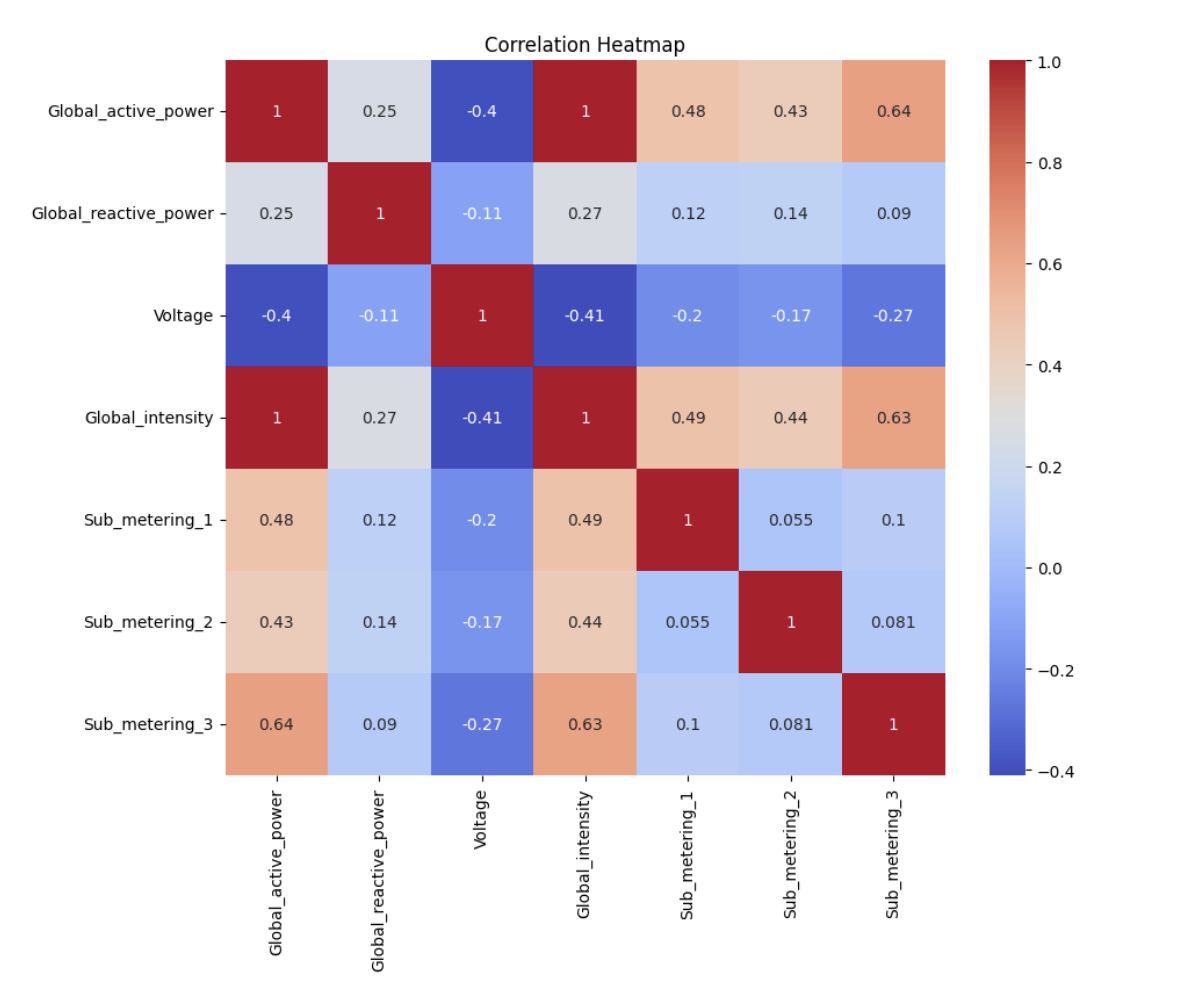 Correlation Heatmap
Global_active_power 1 0.25 -0.4 1 0.48 0.43 0.64
Global_reactive_power 0.25 1 -0.11 0.27 0.12 0.14 0.09
Voltage -0.4 -0.11 1 -0.41 -0.2 -0.17 -0.27
Global_intensity 1 0.27 -0.41 1 0.49 0.44 0.63
Sub_metering_1 0.48 0.12 -0.2 0.49 1 0.055 0.1
Sub_metering_2 0.43 0.14 -0.17 0.44 0.055 1 0.081
Sub_metering_3 0.64 0.09 -0.27 0.63 0.1 0.081 1
Global_active_power
Global_reactive_power
Voltage
Global_intensity
Sub_metering_1
Sub_metering_2
Sub_metering_3
1.0
0.8
0.6
0.4
0.2
0.0
−0.2
−0.4